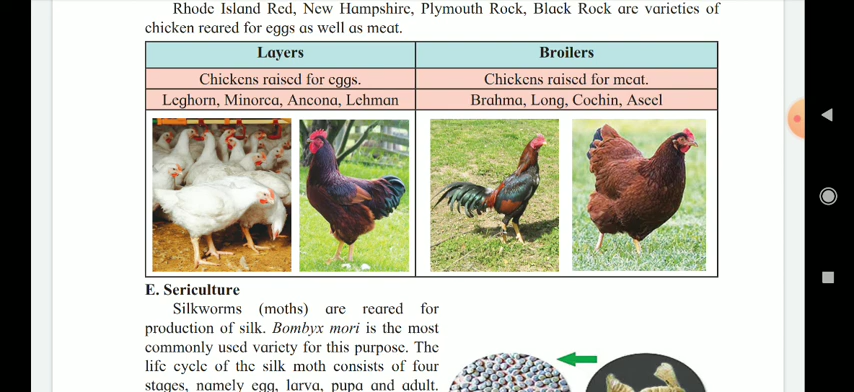 Rhode Island Red, New Hampshire, Plymouth Rock, Black Rock are varieties of
chicken reared for eggs as well as meat.
Layers Broilers
Chickens raised for eggs. Chickens raised for meat.
Leghorn, Minorca, Ancona, Lehman Brahma, Long, Cochin, Aseel
E. Sericulture
Silkworms (moths) are reared for
production of silk. Bombyx mori is the most
commonly used variety for this purpose. The
life cycle of the silk moth consists of four
stages, namely egg, larva, pupa and adult.